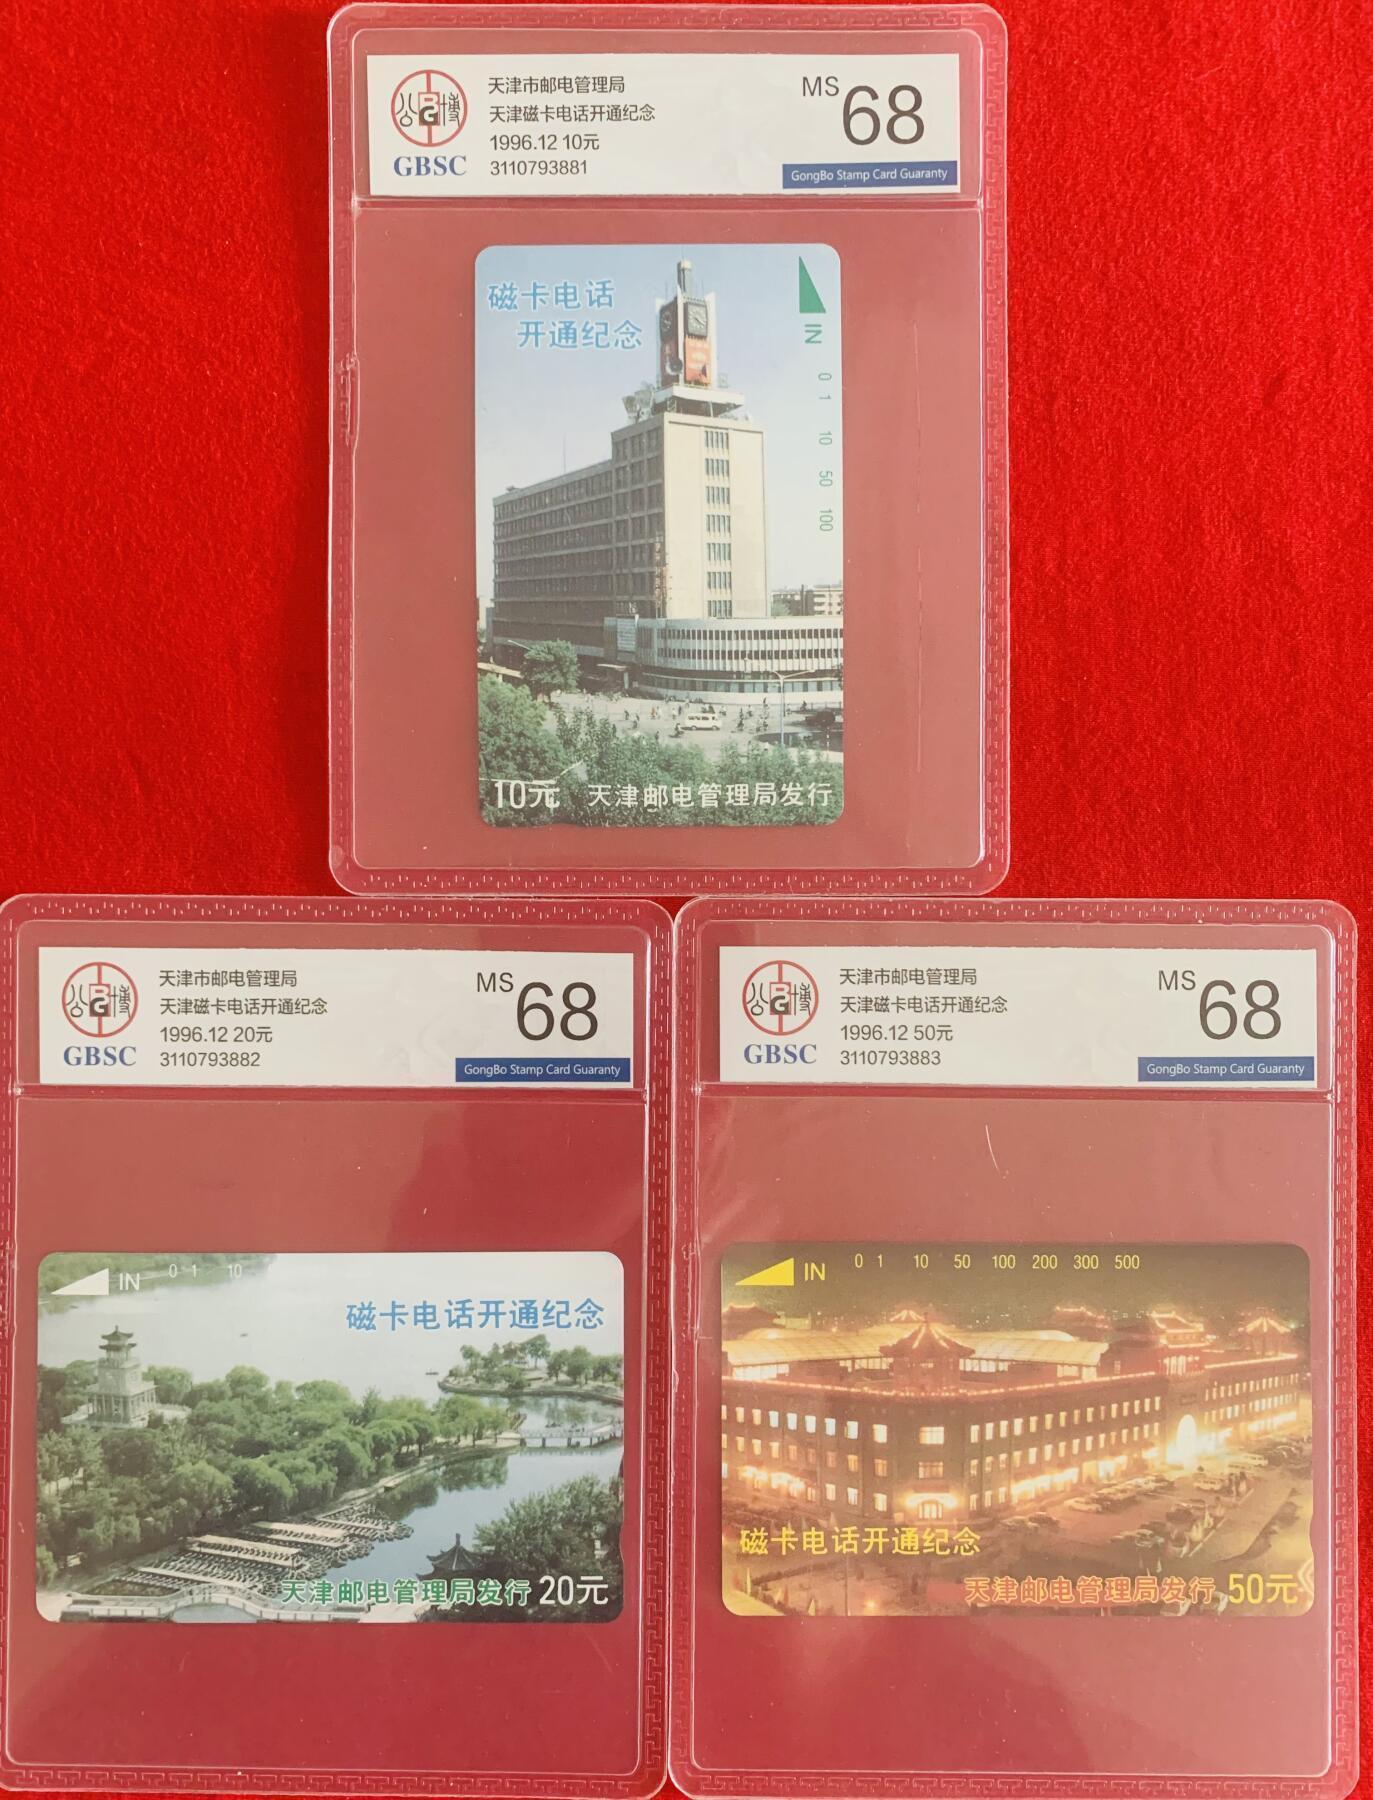 公博
BG
GBSC
天津市邮电管理局
天津磁卡电话开通纪念
1996.12 10元
3110793881
MS 68
GongBo Stamp Card Guaranty
磁卡电话
开通纪念
IN
0 1 10 50 100
10元 天津邮电管理局发行
公博
BG
GBSC
天津市邮电管理局
天津磁卡电话开通纪念
1996.12 20元
3110793882
MS 68
GongBo Stamp Card Guaranty
IN 0 1 10
磁卡电话开通纪念
天津邮电管理局发行 20元
公博
BG
GBSC
天津市邮电管理局
天津磁卡电话开通纪念
1996.12 50元
3110793883
MS 68
GongBo Stamp Card Guaranty
IN 0 1 10 50 100 200 300 500
磁卡电话开通纪念
天津邮电管理局发行 50元